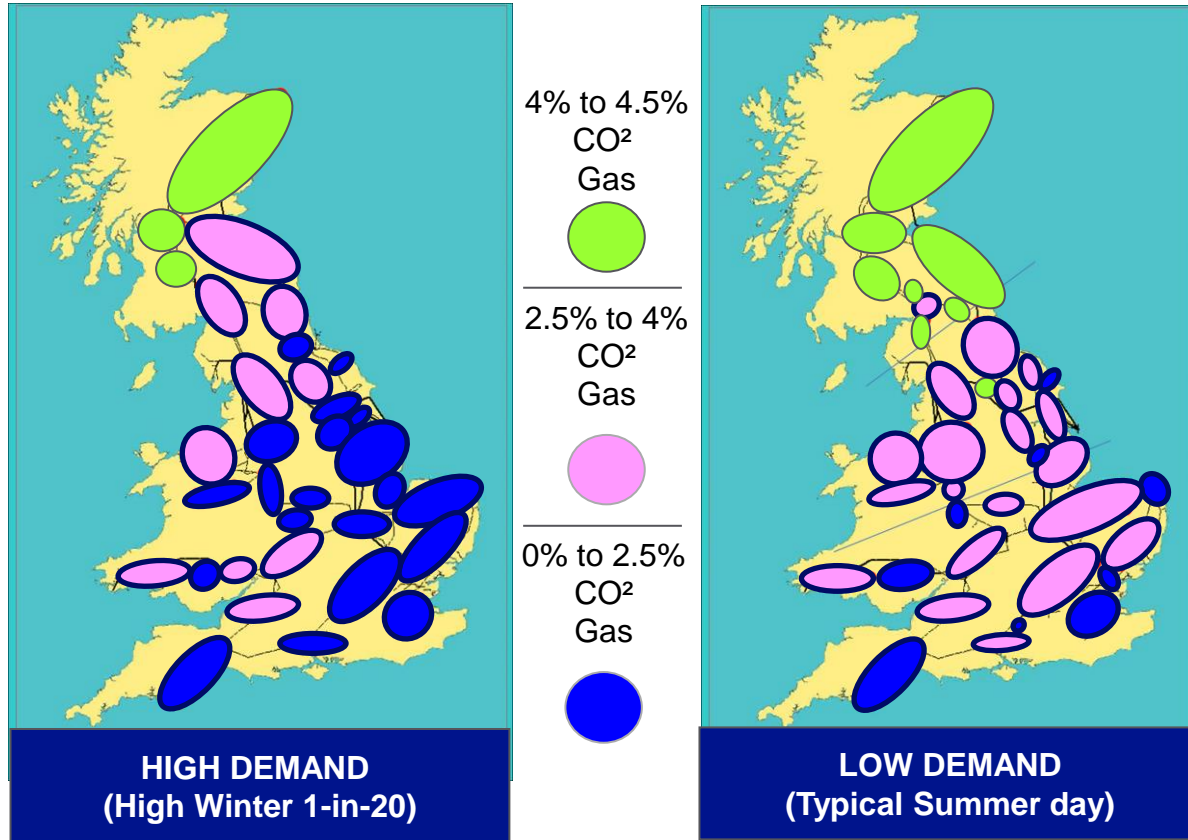 4% to 4.5%
CO²
Gas
2.5% to 4%
CO²
Gas
0% to 2.5%
CO²
Gas
HIGH DEMAND
(High Winter 1-in-20)
LOW DEMAND
(Typical Summer day)